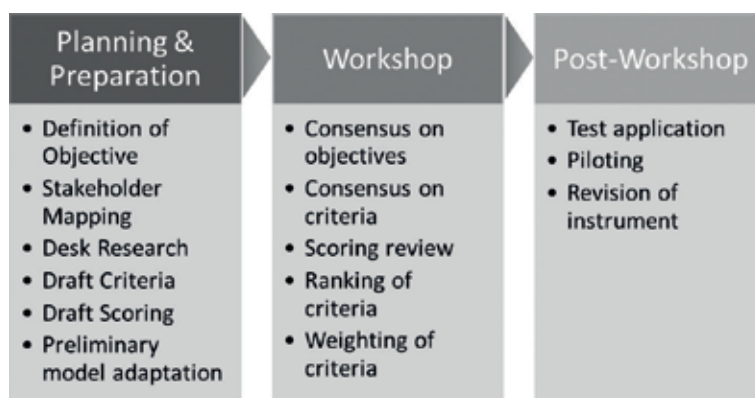 Planning &
Preparation
• Definition of
Objective
• Stakeholder
Mapping
• Desk Research
• Draft Criteria
• Draft Scoring
• Preliminary
model adaptation
Workshop
• Consensus on
objectives
• Consensus on
criteria
• Scoring review
• Ranking of
criteria
• Weighting of
criteria
Post-Workshop
• Test application
• Piloting
• Revision of
instrument